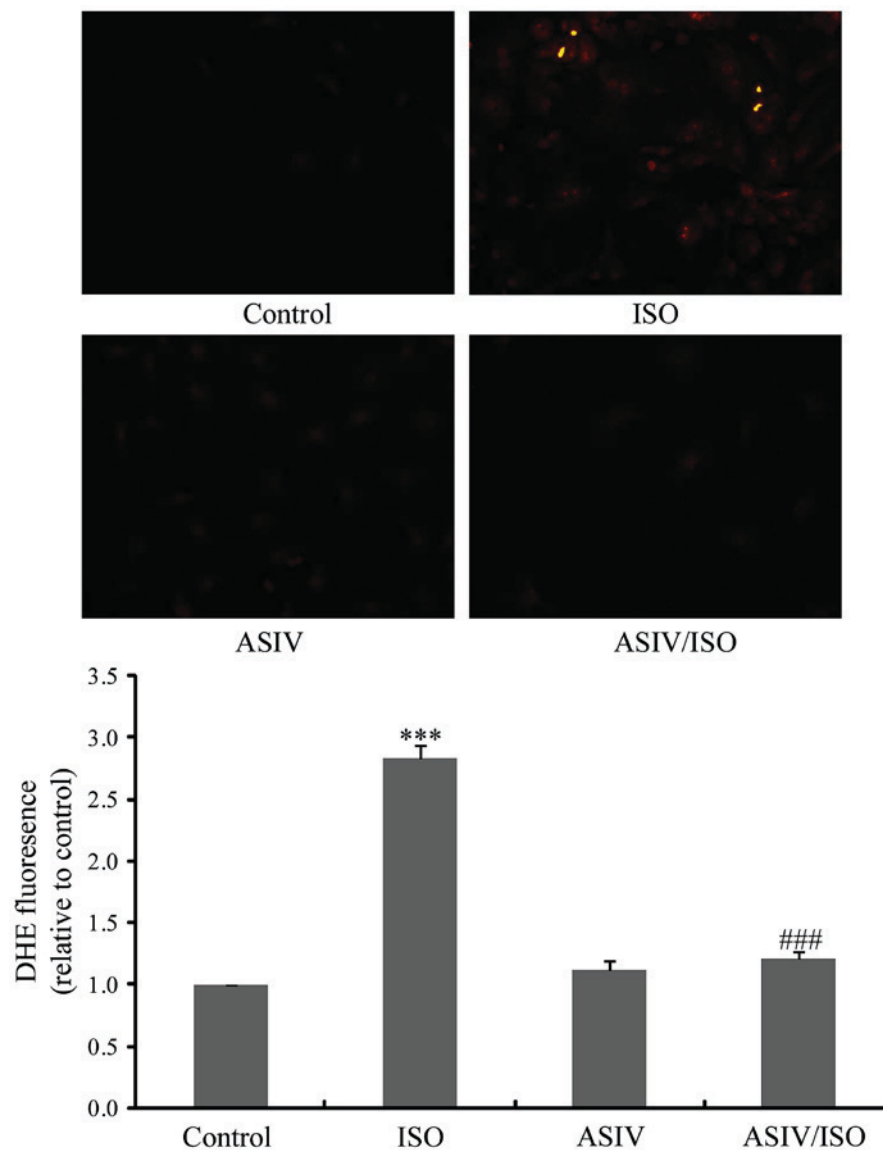 Control
ISO
ASIV
ASIV/ISO
DHE fluoresence
(relative to control)
3.5
3.0
2.5
2.0
1.5
1.0
0.5
0.0
***
###
Control
ISO
ASIV
ASIV/ISO